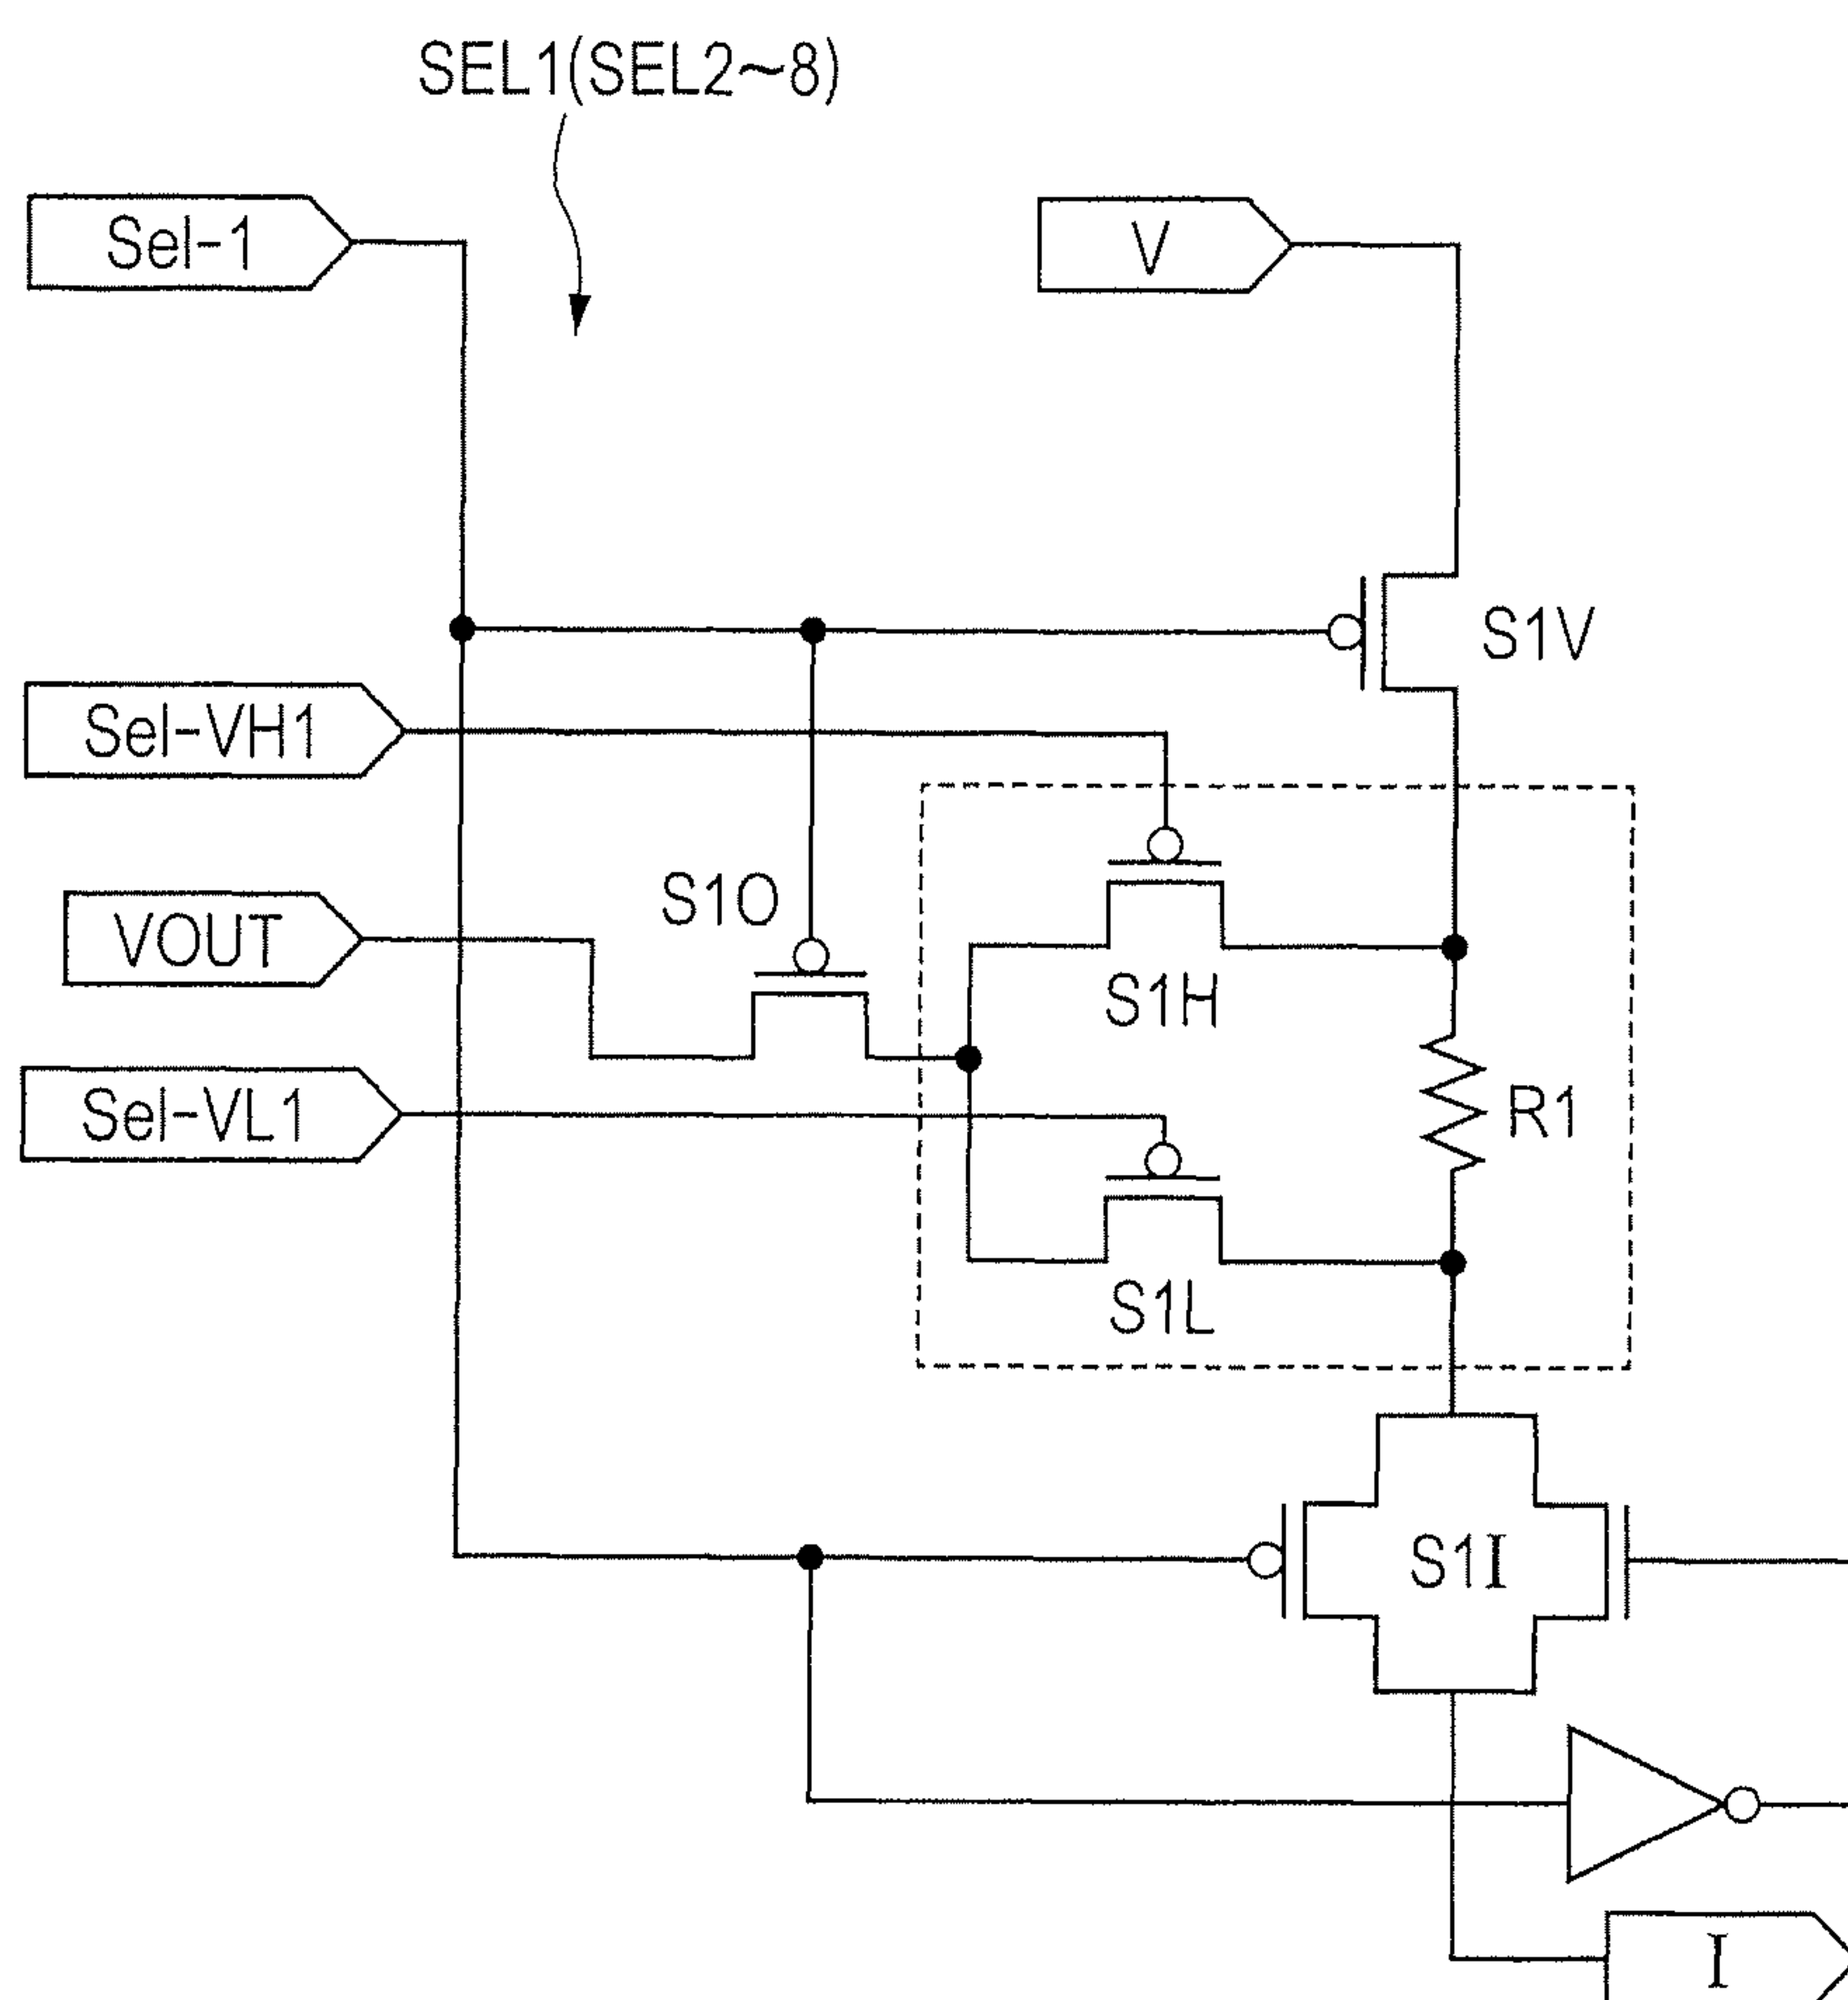 SEL1(SEL2~8)
Sel-1
V
S1V
Sel-VH1
S1O
VOUT
S1H
Sel-VL1
R1
S1L
S1I
I